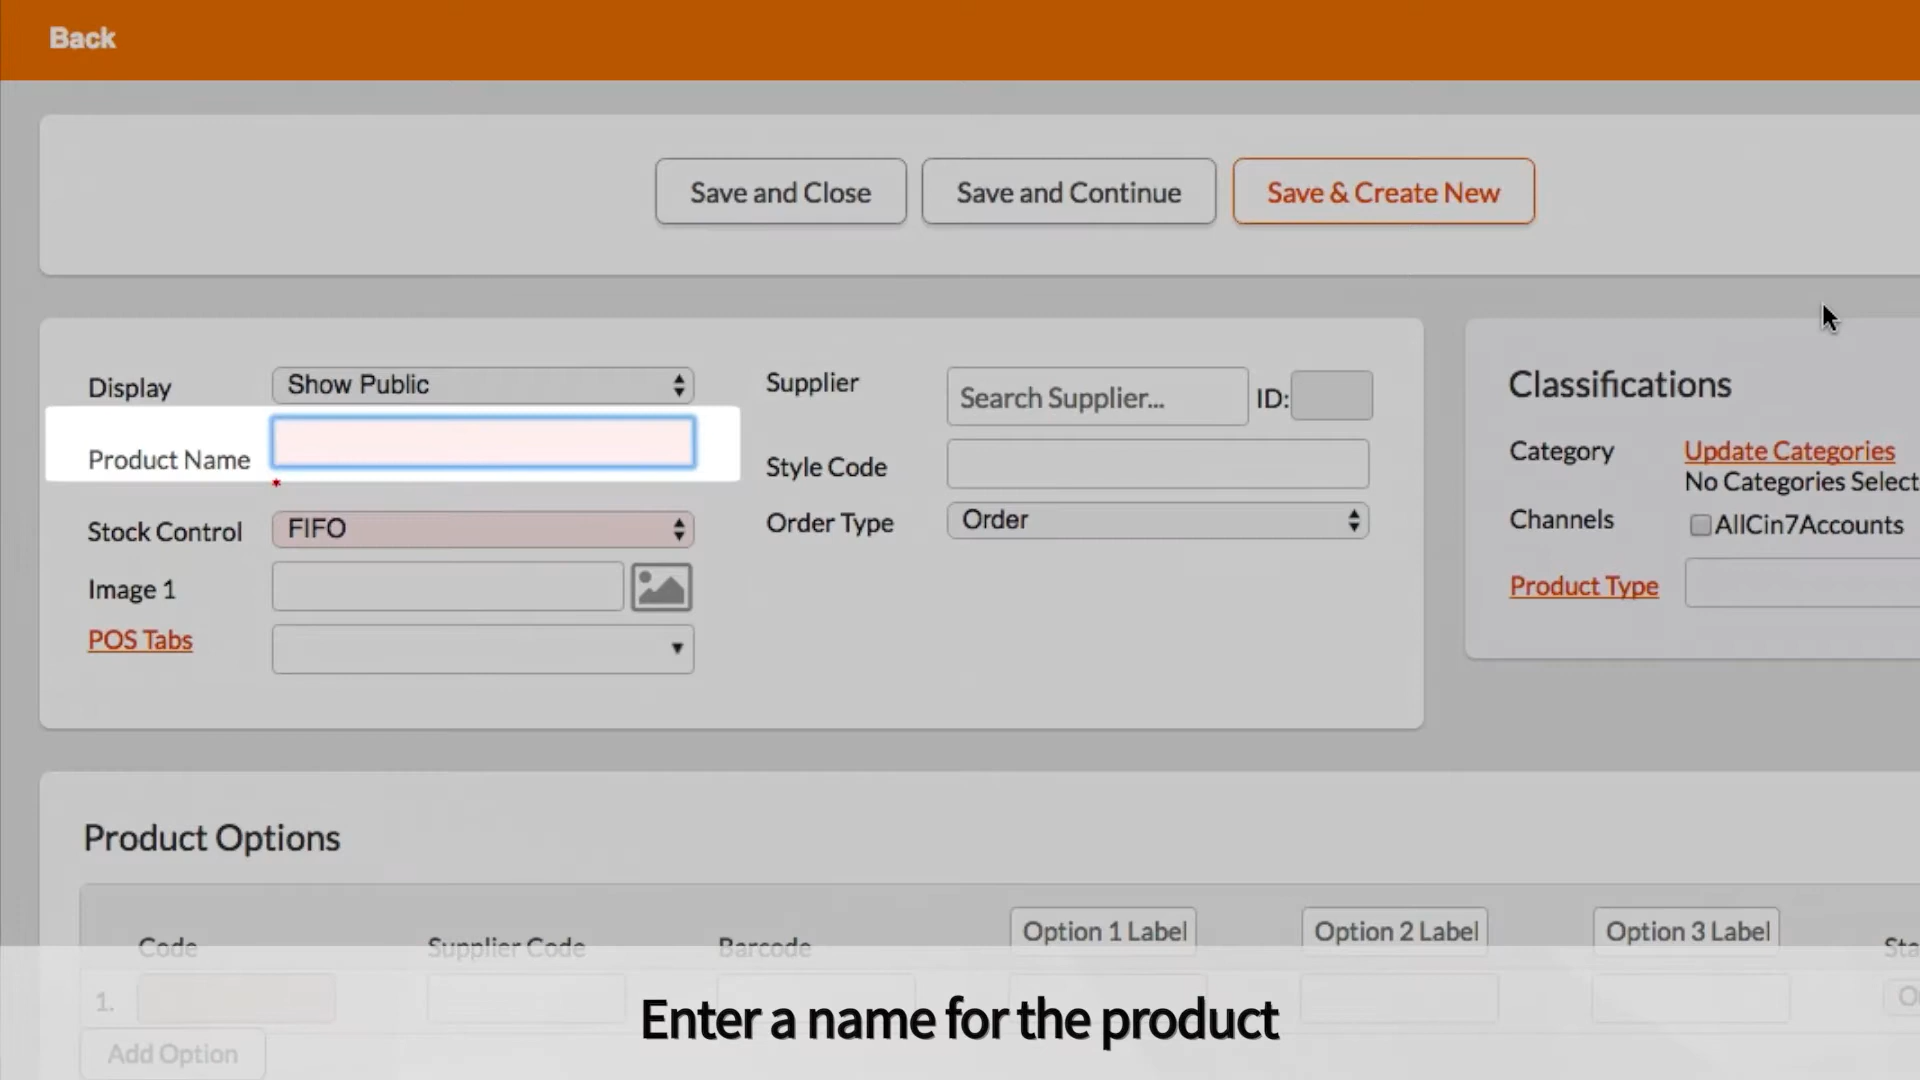 Back
Save and Close
Save and Continue
Save & Create New
Display
Show Public
Product Name
*
Stock Control
FIFO
Image 1
POS Tabs
Supplier
Search Supplier...
ID:
Style Code
Order Type
Order
Classifications
Category
Update Categories
No Categories Select
Channels
AllCin7Accounts
Product Type
Product Options
Code
Supplier Code
Barcode
Option 1 Label
Option 2 Label
Option 3 Label
Sta
1.
O
Add Option
Enter a name for the product